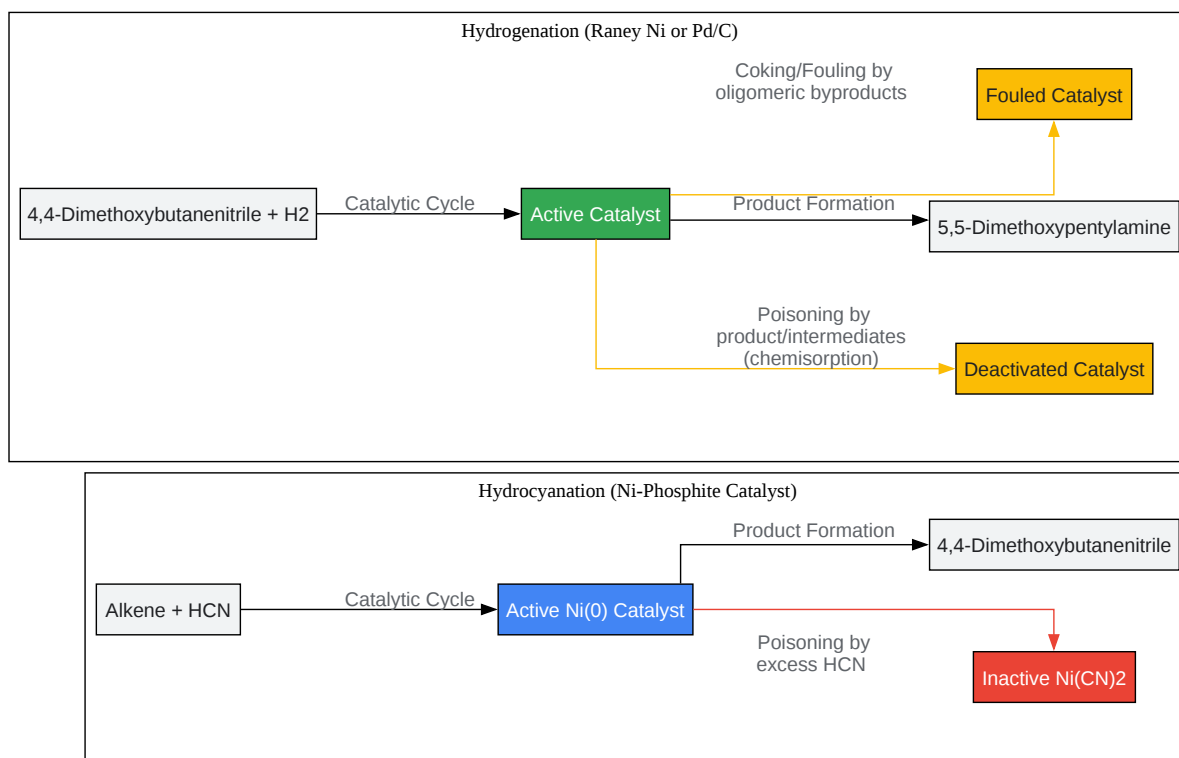 Hydrogenation (Raney Ni or Pd/C)
Coking/Fouling by
oligomeric byproducts
Fouled Catalyst
4,4-Dimethoxybutanenitrile + H2
Catalytic Cycle
Active Catalyst
Product Formation
5,5-Dimethoxypentylamine
Poisoning by
product/intermediates
(chemisorption)
Deactivated Catalyst
Hydrocyanation (Ni-Phosphite Catalyst)
Product Formation
4,4-Dimethoxybutanenitrile
Alkene + HCN
Catalytic Cycle
Active Ni(0) Catalyst
Poisoning by
excess HCN
Inactive Ni(CN)2